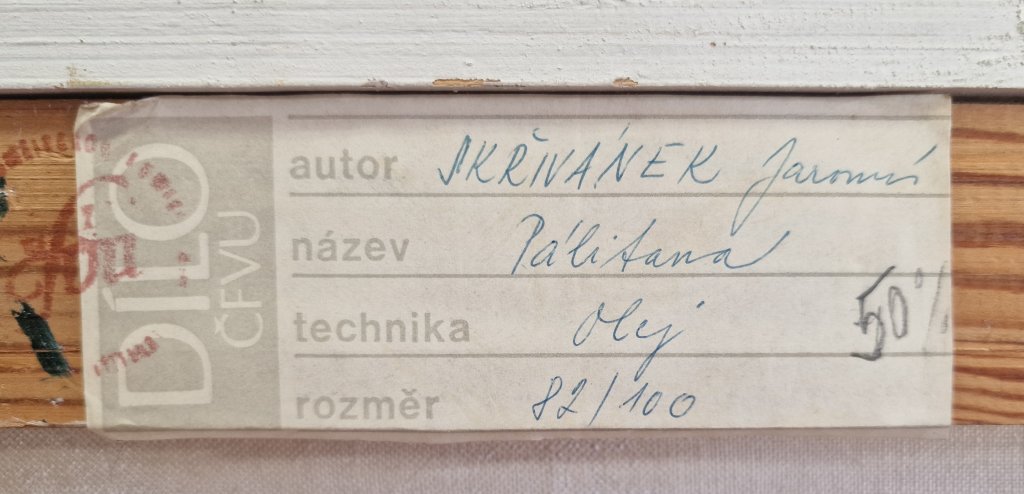 DÍLO
ČFVU
autor SKŘIVÁNEK Jaromír
název Pálitana
technika Olej
rozměr 82/100
50%